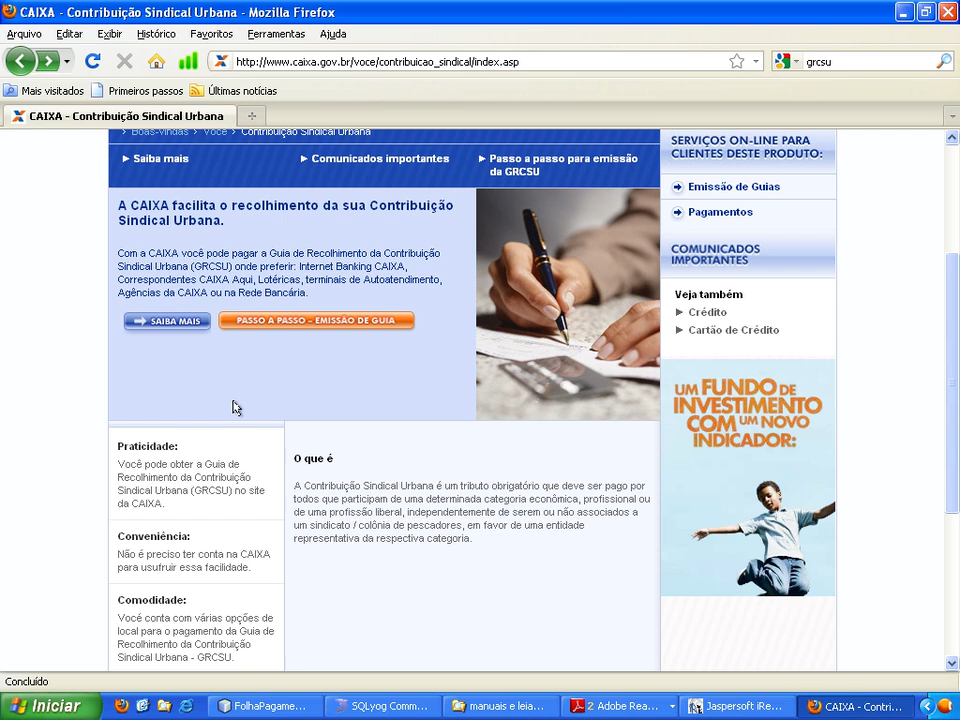 CAIXA - Contribuição Sindical Urbana - Mozilla Firefox
Arquivo Editar Exibir Histórico Favoritos Ferramentas Ajuda
http://www.caixa.gov.br/voce/contribuicao_sindical/index.asp
grcsu
Mais visitados Primeiros passos Últimas notícias
CAIXA - Contribuição Sindical Urbana
Boas-vindas > Você > Contribuição Sindical Urbana
Saiba mais
Comunicados importantes
Passo a passo para emissão
da GRCSU
A CAIXA facilita o recolhimento da sua Contribuição
Sindical Urbana.
Com a CAIXA você pode pagar a Guia de Recolhimento da Contribuição
Sindical Urbana (GRCSU) onde preferir: Internet Banking CAIXA,
Correspondentes CAIXA Aqui, Lotéricas, terminais de Autoatendimento,
Agências da CAIXA ou na Rede Bancária.
SAIBA MAIS
PASSO A PASSO – EMISSÃO DE GUIA
Praticidade:
Você pode obter a Guia de
Recolhimento da Contribuição
Sindical Urbana (GRCSU) no site
da CAIXA.
Conveniência:
Não é preciso ter conta na CAIXA
para usufruir essa facilidade.
Comodidade:
Você conta com várias opções de
local para o pagamento da Guia de
Recolhimento da Contribuição
Sindical Urbana - GRCSU.
O que é
A Contribuição Sindical Urbana é um tributo obrigatório que deve ser pago por
todos que participam de uma determinada categoria econômica, profissional ou
de uma profissão liberal, independentemente de serem ou não associados a
um sindicato / colônia de pescadores, em favor de uma entidade
representativa da respectiva categoria.
SERVIÇOS ON-LINE PARA
CLIENTES DESTE PRODUTO:
Emissão de Guias
Pagamentos
COMUNICADOS
IMPORTANTES
Veja também
Crédito
Cartão de Crédito
UM FUNDO DE
INVESTIMENTO
COM UM NOVO
INDICADOR:
Concluído
Iniciar
FolhaPagame...
SQLyog Comm...
manuais e leia...
2 Adobe Rea...
Jaspersoft iRe...
CAIXA - Contri...